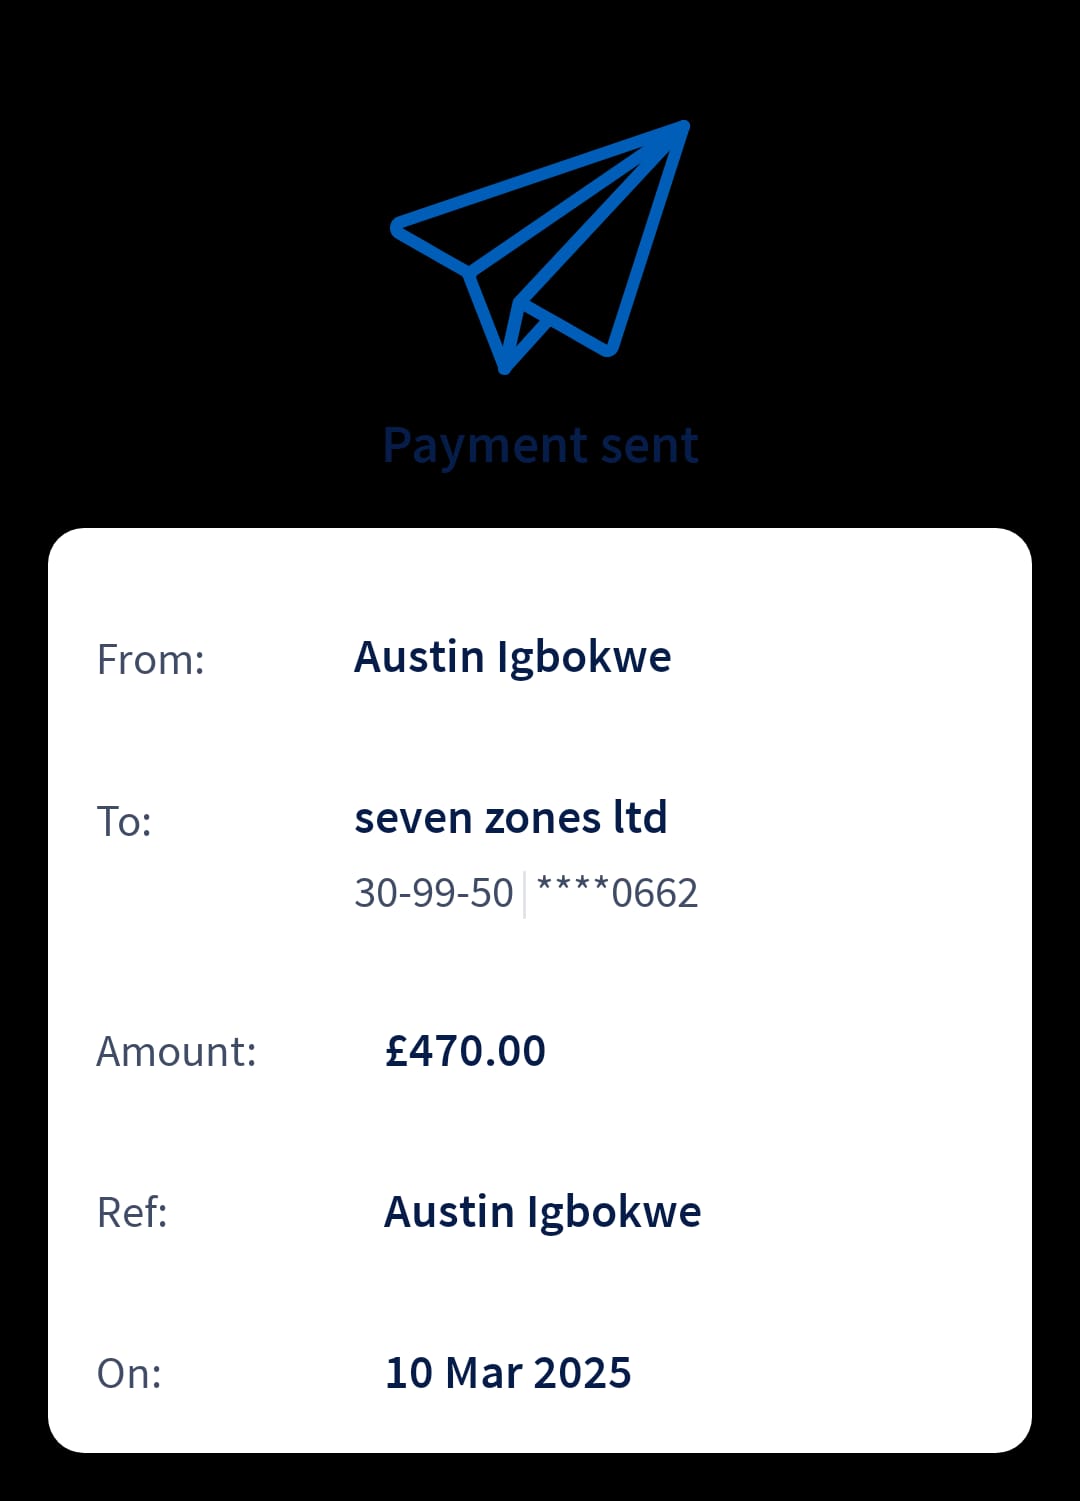 Payment sent
From: Austin Igbokwe
To: seven zones ltd
30-99-50 | ****0662
Amount: £470.00
Ref: Austin Igbokwe
On: 10 Mar 2025